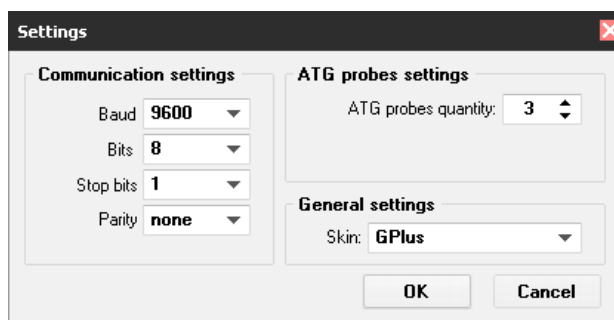 Settings
Communication settings
Baud 9600
Bits 8
Stop bits 1
Parity none
ATG probes settings
ATG probes quantity: 3
General settings
Skin: GPlus
OK Cancel